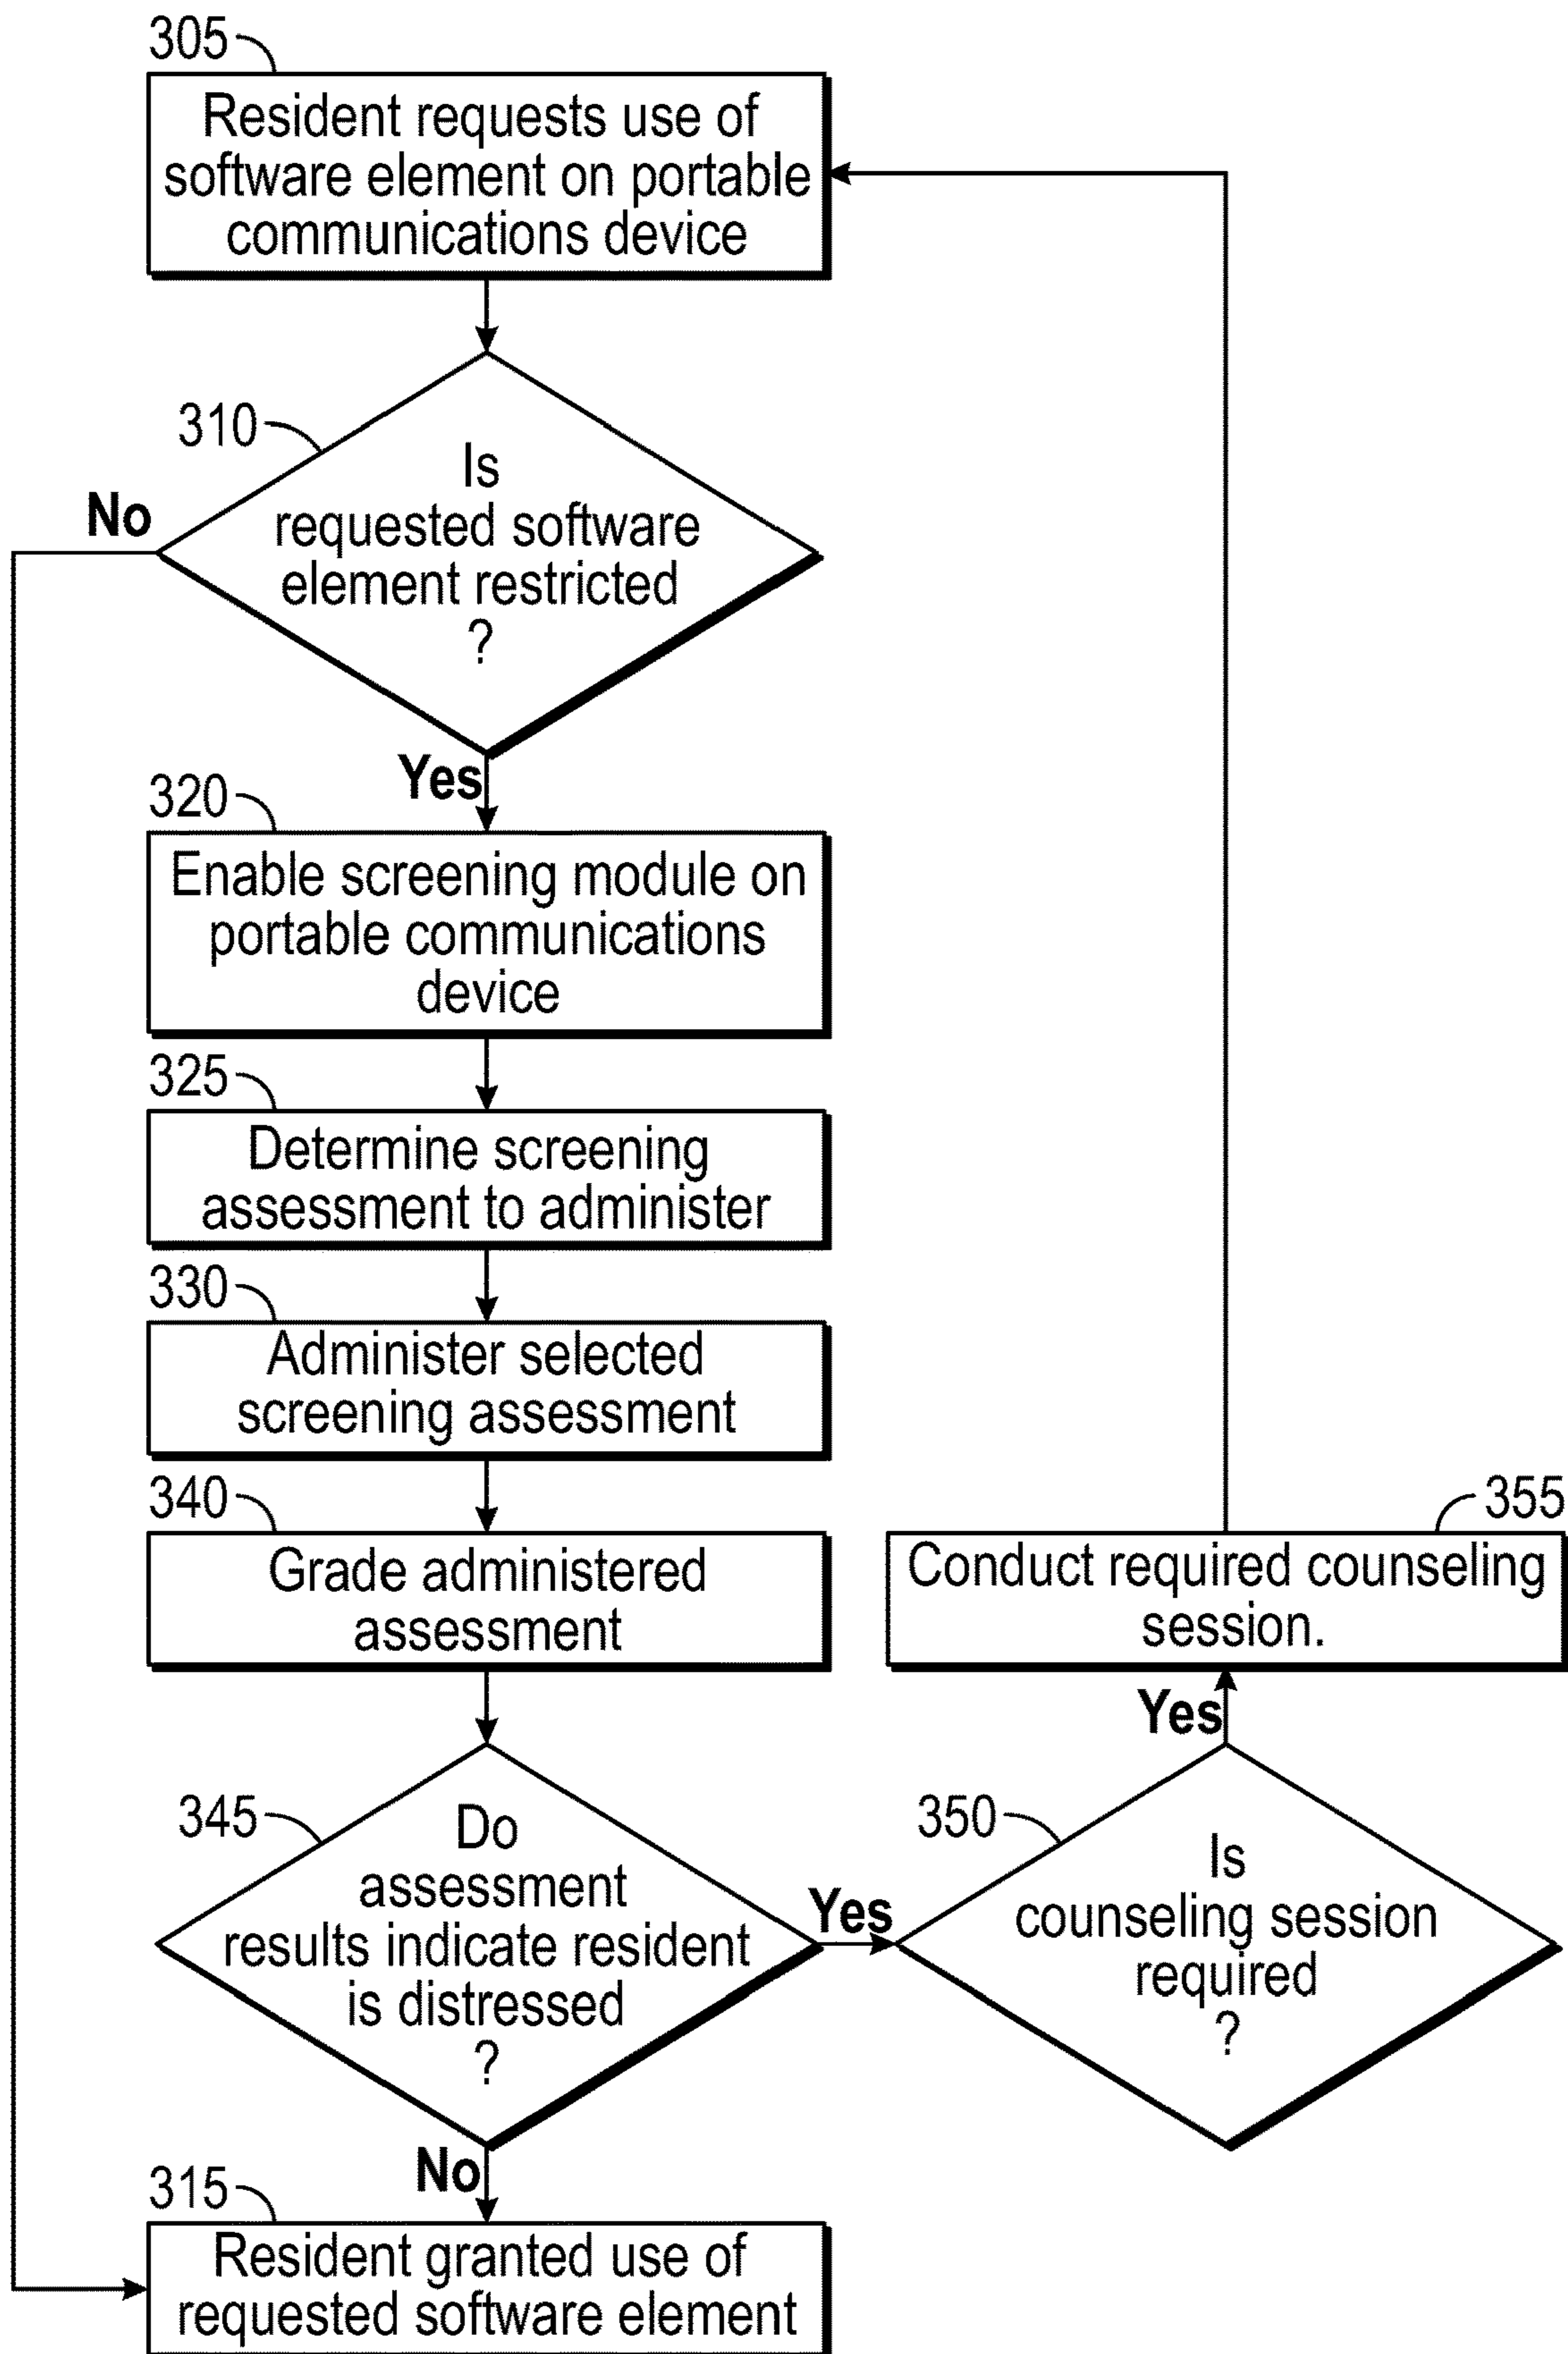 305
Resident requests use of
software element on portable
communications device
310
Is
requested software
element restricted
?
No
Yes
320
Enable screening module on
portable communications
device
325
Determine screening
assessment to administer
330
Administer selected
screening assessment
340
Grade administered
assessment
355
Conduct required counseling
session.
Yes
345
Do
assessment
results indicate resident
is distressed
?
Yes
350
Is
counseling session
required
?
No
315
Resident granted use of
requested software element